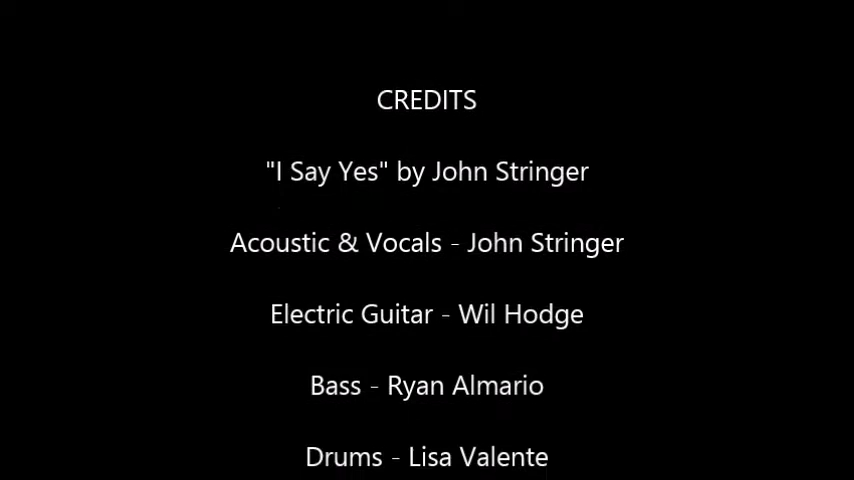 CREDITS
"I Say Yes" by John Stringer
Acoustic & Vocals - John Stringer
Electric Guitar - Wil Hodge
Bass - Ryan Almario
Drums - Lisa Valente